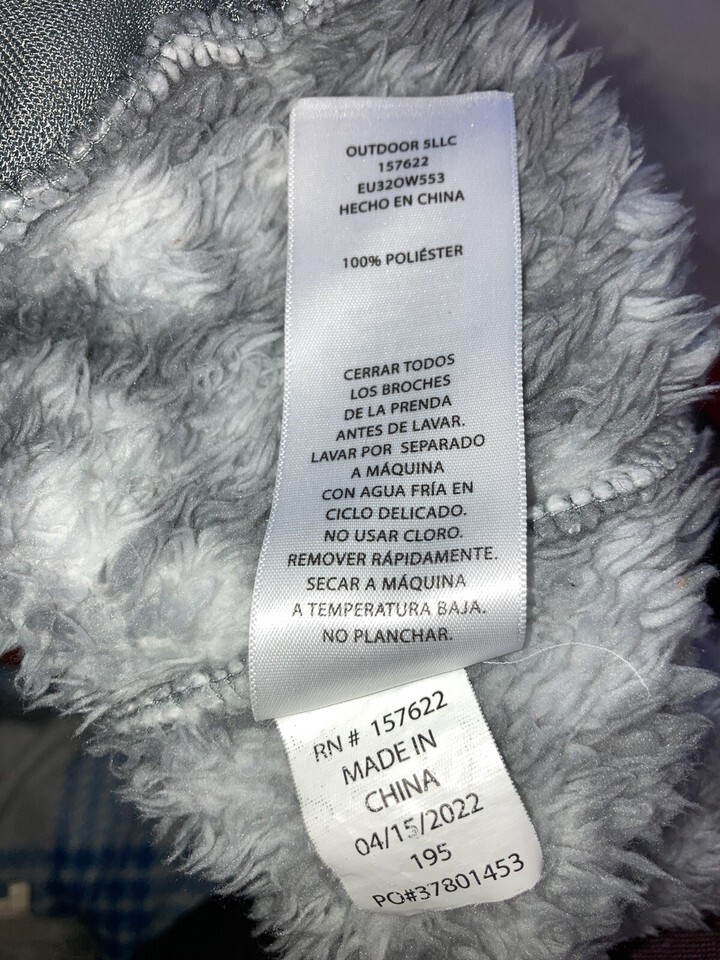 OUTDOOR 5LLC
157622
EU32OW553
HECHO EN CHINA
100% POLIÉSTER
CERRAR TODOS
LOS BROCHES
DE LA PRENDA
ANTES DE LAVAR.
LAVAR POR SEPARADO
A MÁQUINA
CON AGUA FRÍA EN
CICLO DELICADO.
NO USAR CLORO.
REMOVER RÁPIDAMENTE.
SECAR A MÁQUINA
A TEMPERATURA BAJA.
NO PLANCHAR.
RN # 157622
MADE IN
CHINA
04/15/2022
195
PO#37801453